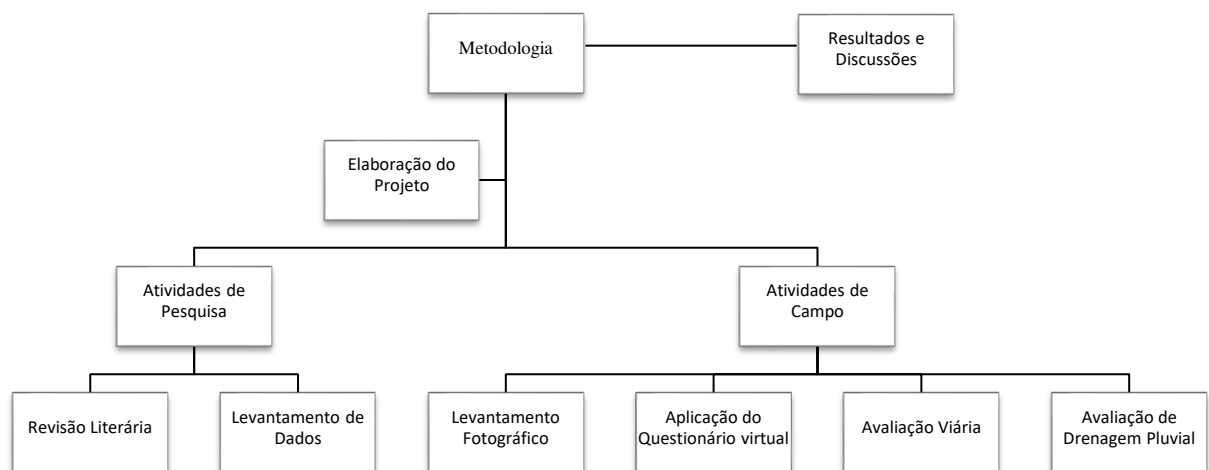 Metodologia
Resultados e
Discussões
Elaboração do
Projeto
Atividades de
Pesquisa
Atividades de
Campo
Revisão Literária
Levantamento de
Dados
Levantamento
Fotográfico
Aplicação do
Questionário virtual
Avaliação Viária
Avaliação de
Drenagem Pluvial